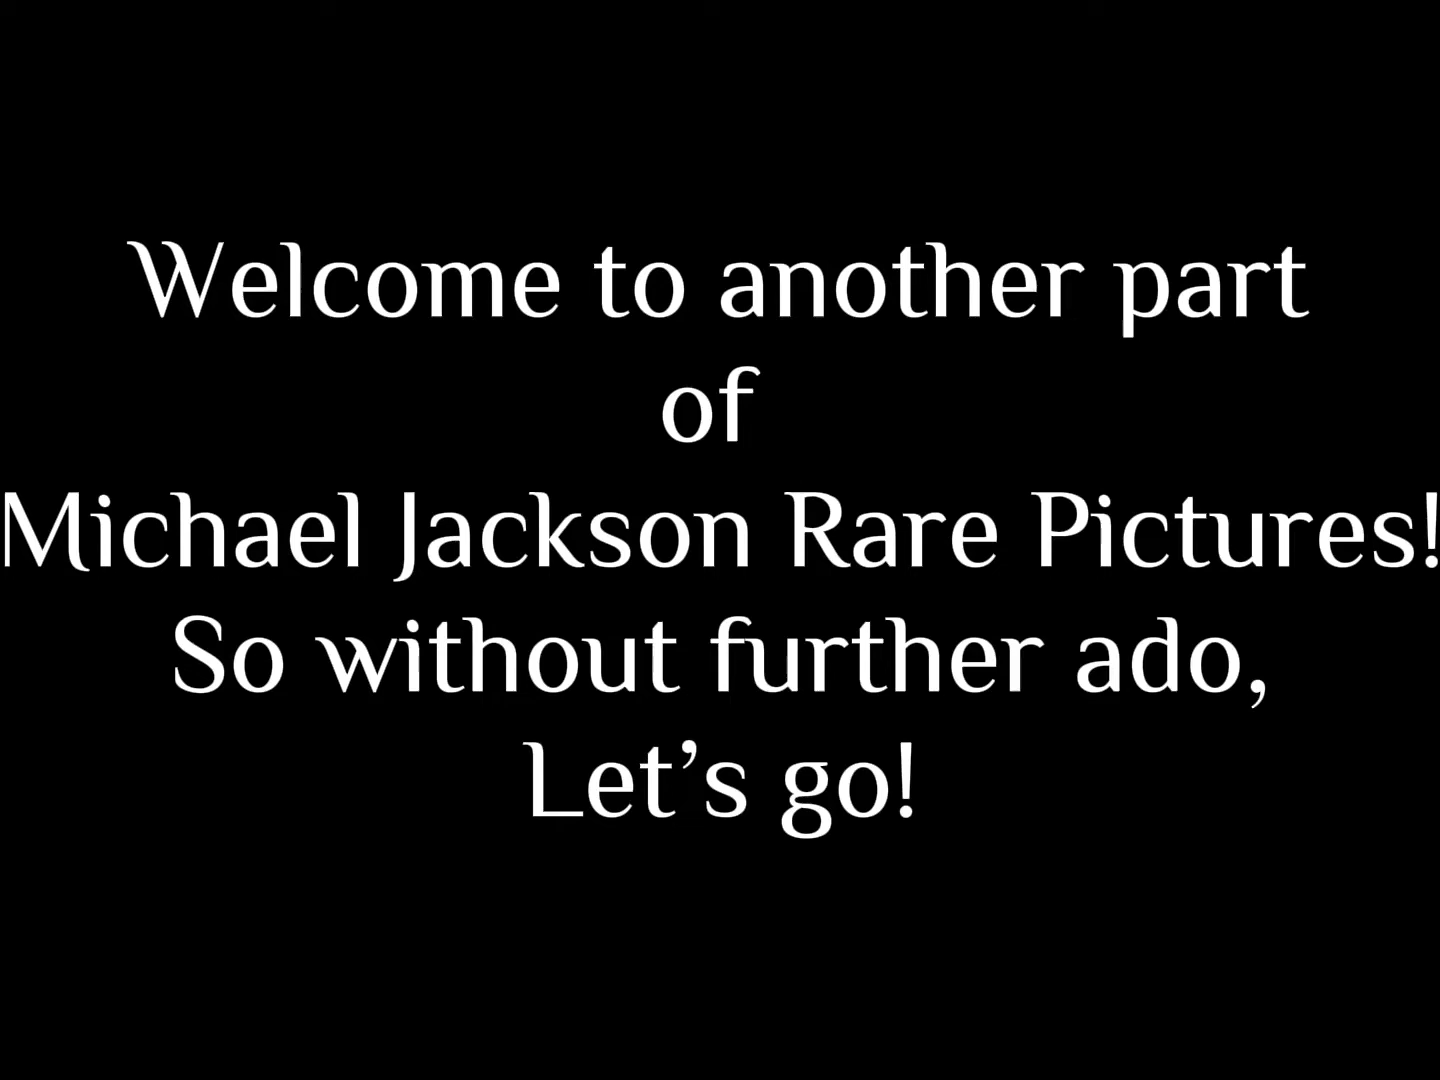 Welcome to another part
of
Michael Jackson Rare Pictures!
So without further ado,
Let’s go!